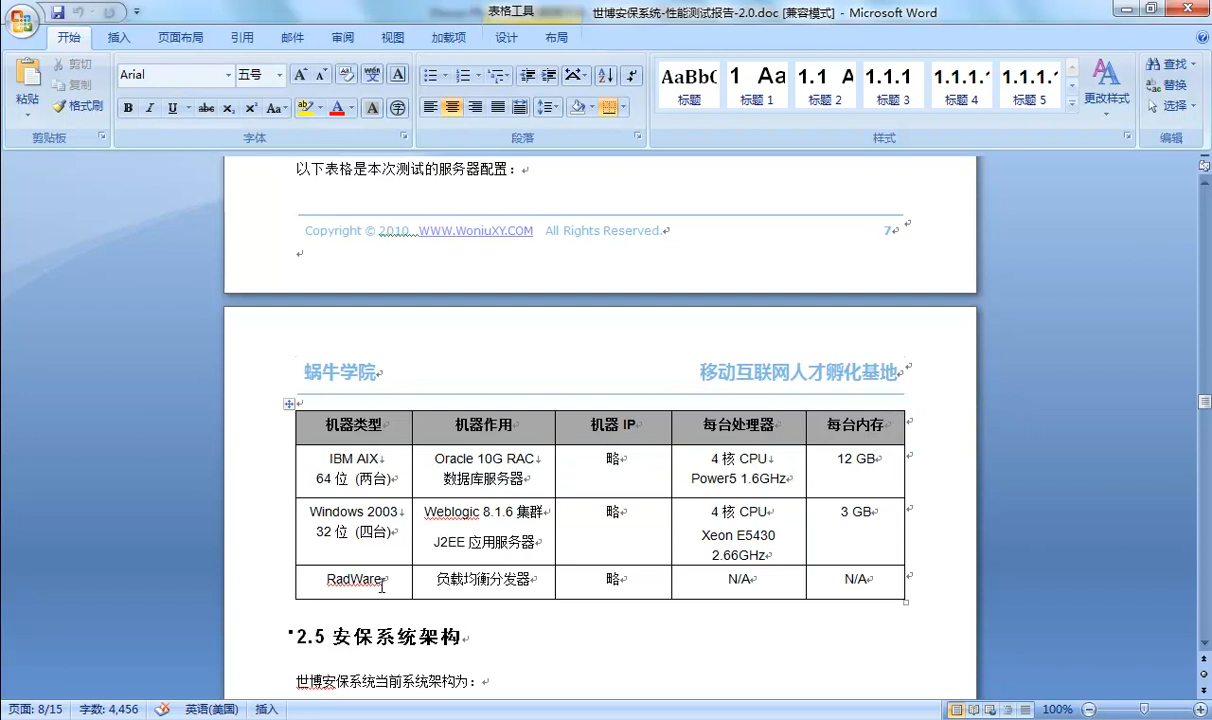 表格工具
世博安保系统-性能测试报告-2.0.doc [兼容模式] - Microsoft Word
开始 插入 页面布局 引用 邮件 审阅 视图 加载项 设计 布局
粘贴
剪切
复制
格式刷
剪贴板
Arial 五号
B I U abc X₂ X² Aa
字体
段落
AaBbC 1 Aa 1.1 A 1.1.1 1.1.1. 1.1.1.
标题 标题 1 标题 2 标题 3 标题 4 标题 5
更改样式
样式
查找
替换
选择
编辑
以下表格是本次测试的服务器配置：
Copyright © 2010 WWW.WoniuXY.COM All Rights Reserved. 7
蜗牛学院 移动互联网人才孵化基地
机器类型 机器作用 机器 IP 每台处理器 每台内存
IBM AIX Oracle 10G RAC 略 4 核 CPU 12 GB
64 位 (两台) 数据库服务器 Power5 1.6GHz
Windows 2003 Weblogic 8.1.6 集群 略 4 核 CPU 3 GB
32 位 (四台) J2EE 应用服务器 Xeon E5430
2.66GHz
RadWare 负载均衡分发器 略 N/A N/A
2.5 安保系统架构
世博安保系统当前系统架构为：
页面: 8/15 字数: 4,456 英语(美国) 插入 100%